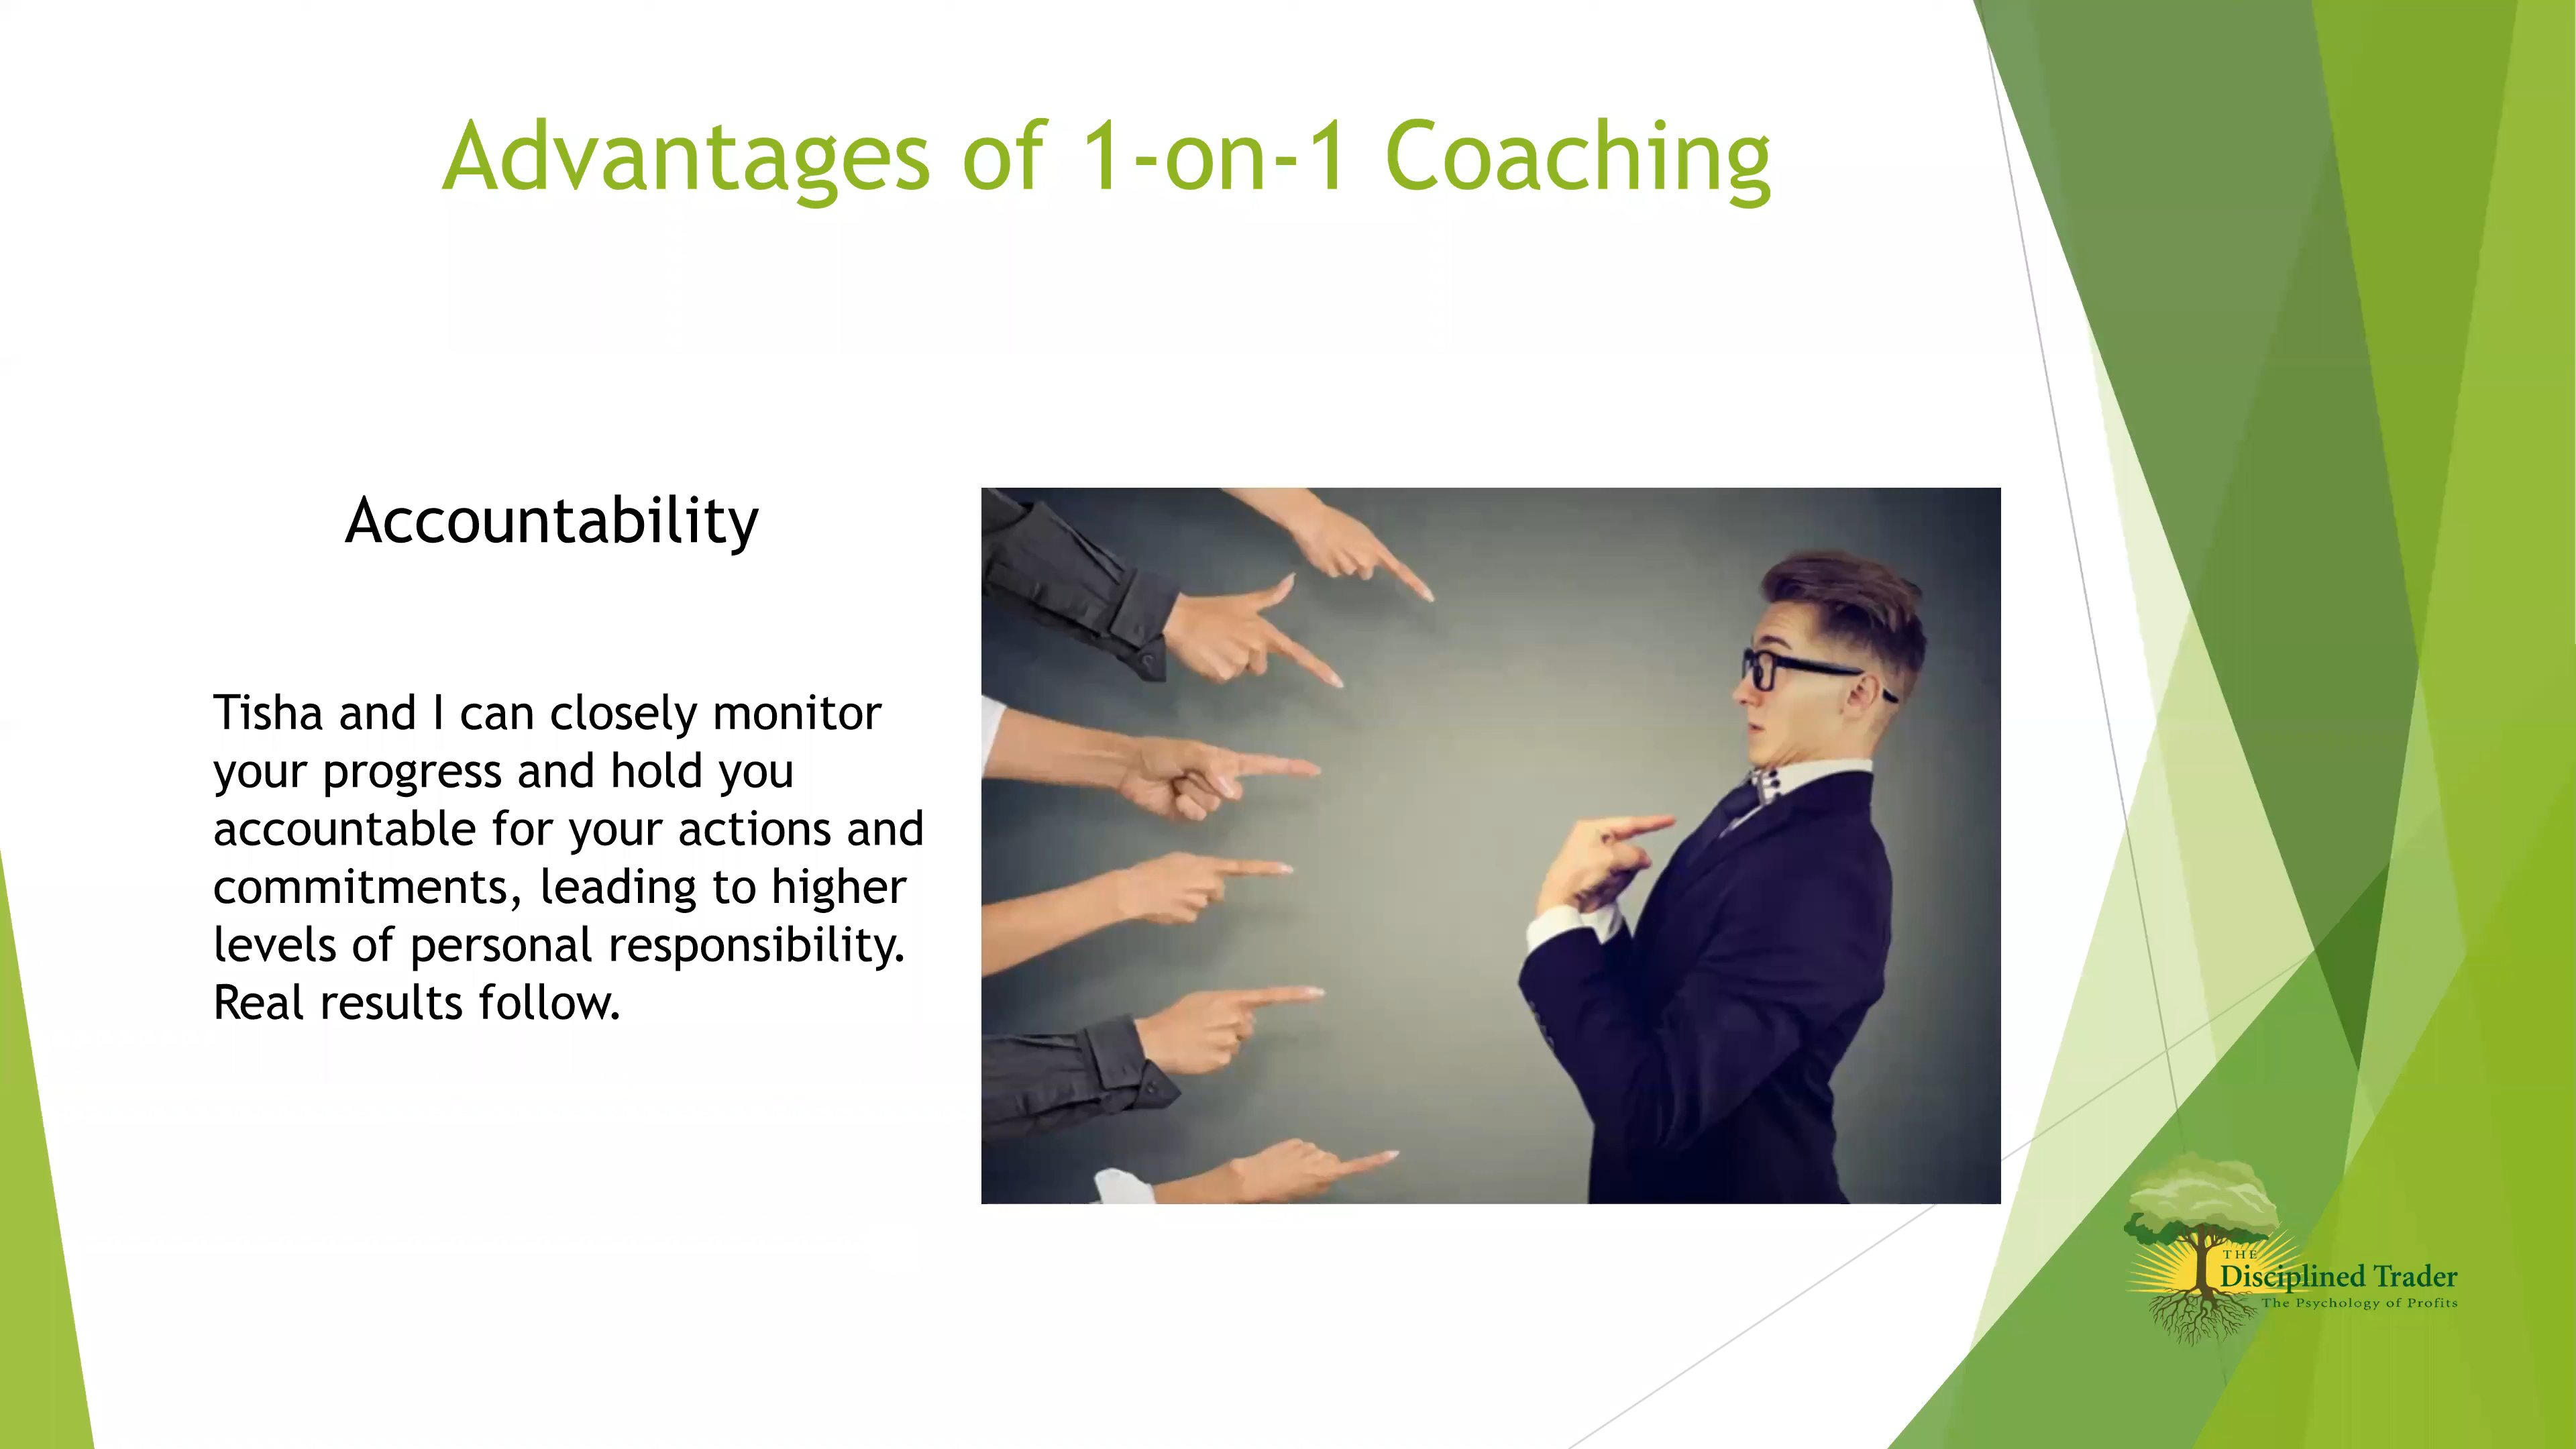 Advantages of 1-on-1 Coaching
Accountability
Tisha and I can closely monitor
your progress and hold you
accountable for your actions and
commitments, leading to higher
levels of personal responsibility.
Real results follow.
THE
Disciplined Trader
The Psychology of Profits